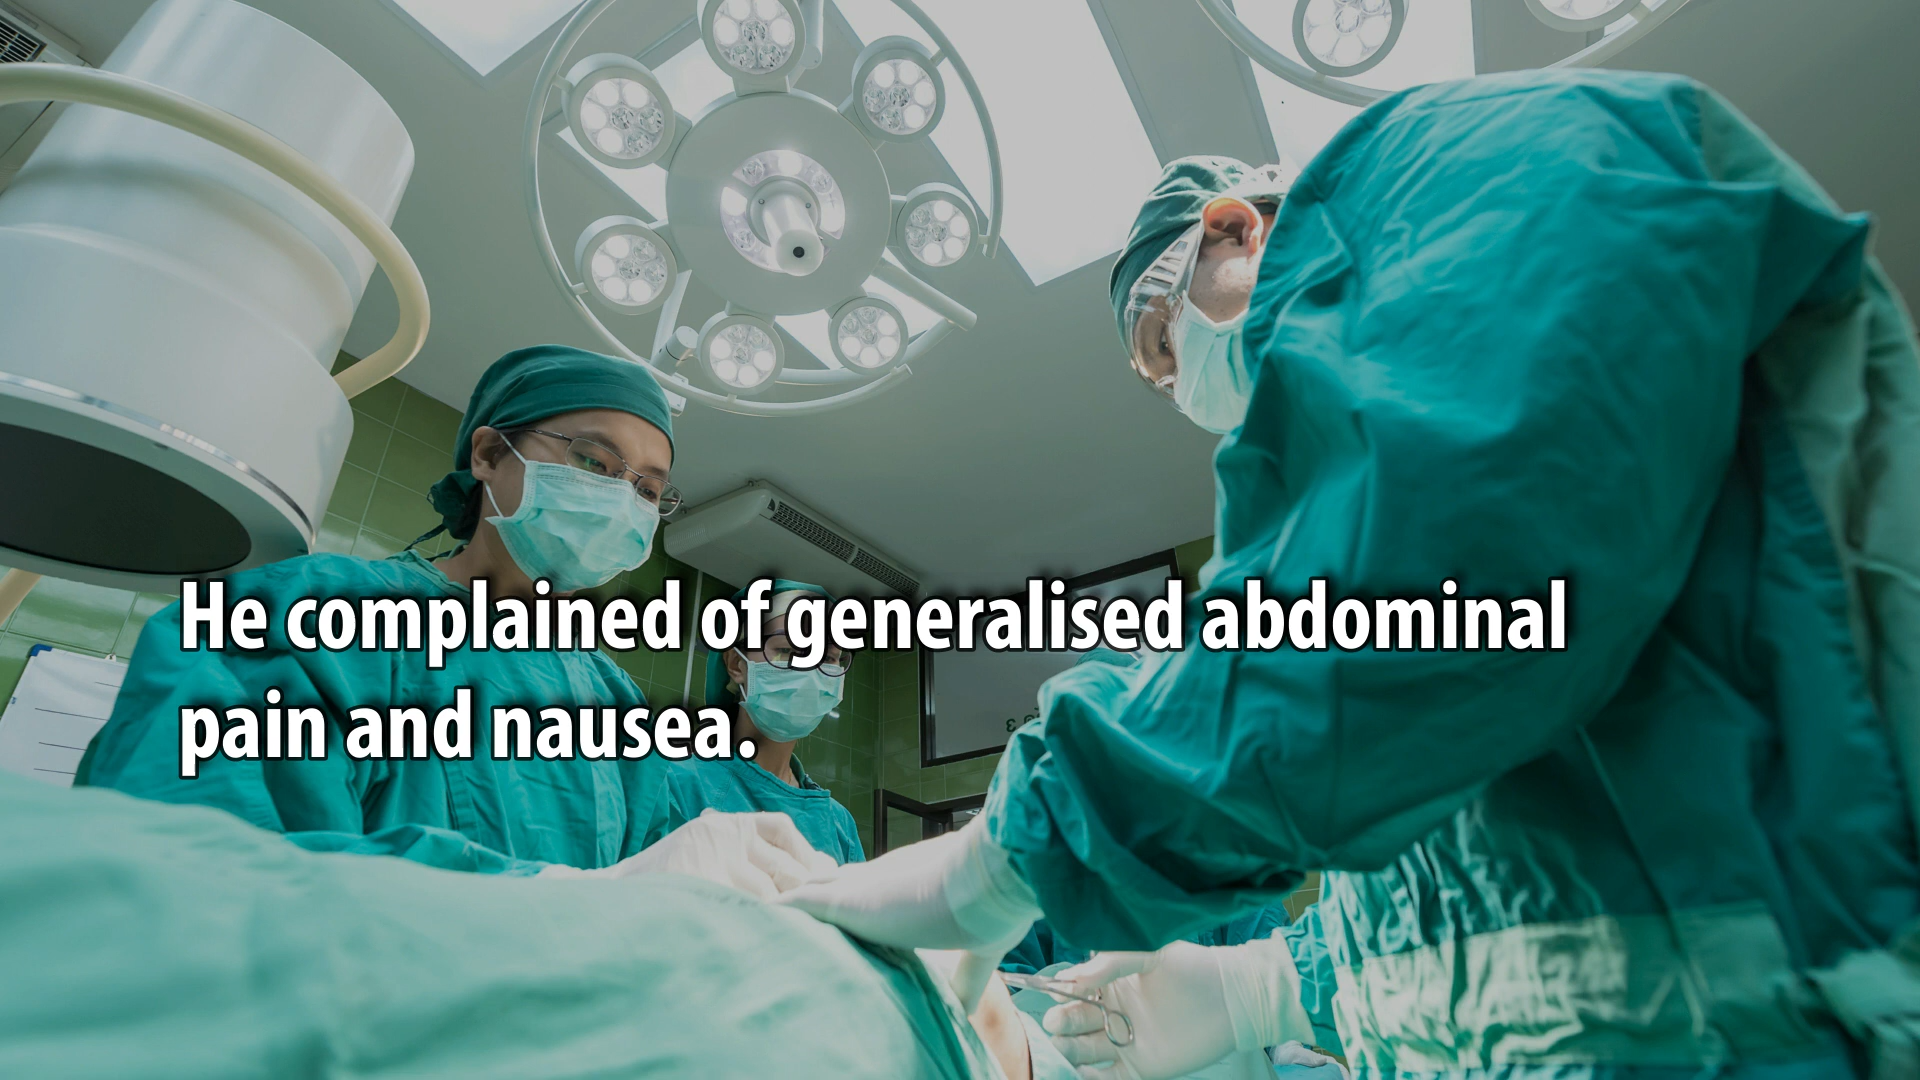 He complained of generalised abdominal
pain and nausea.